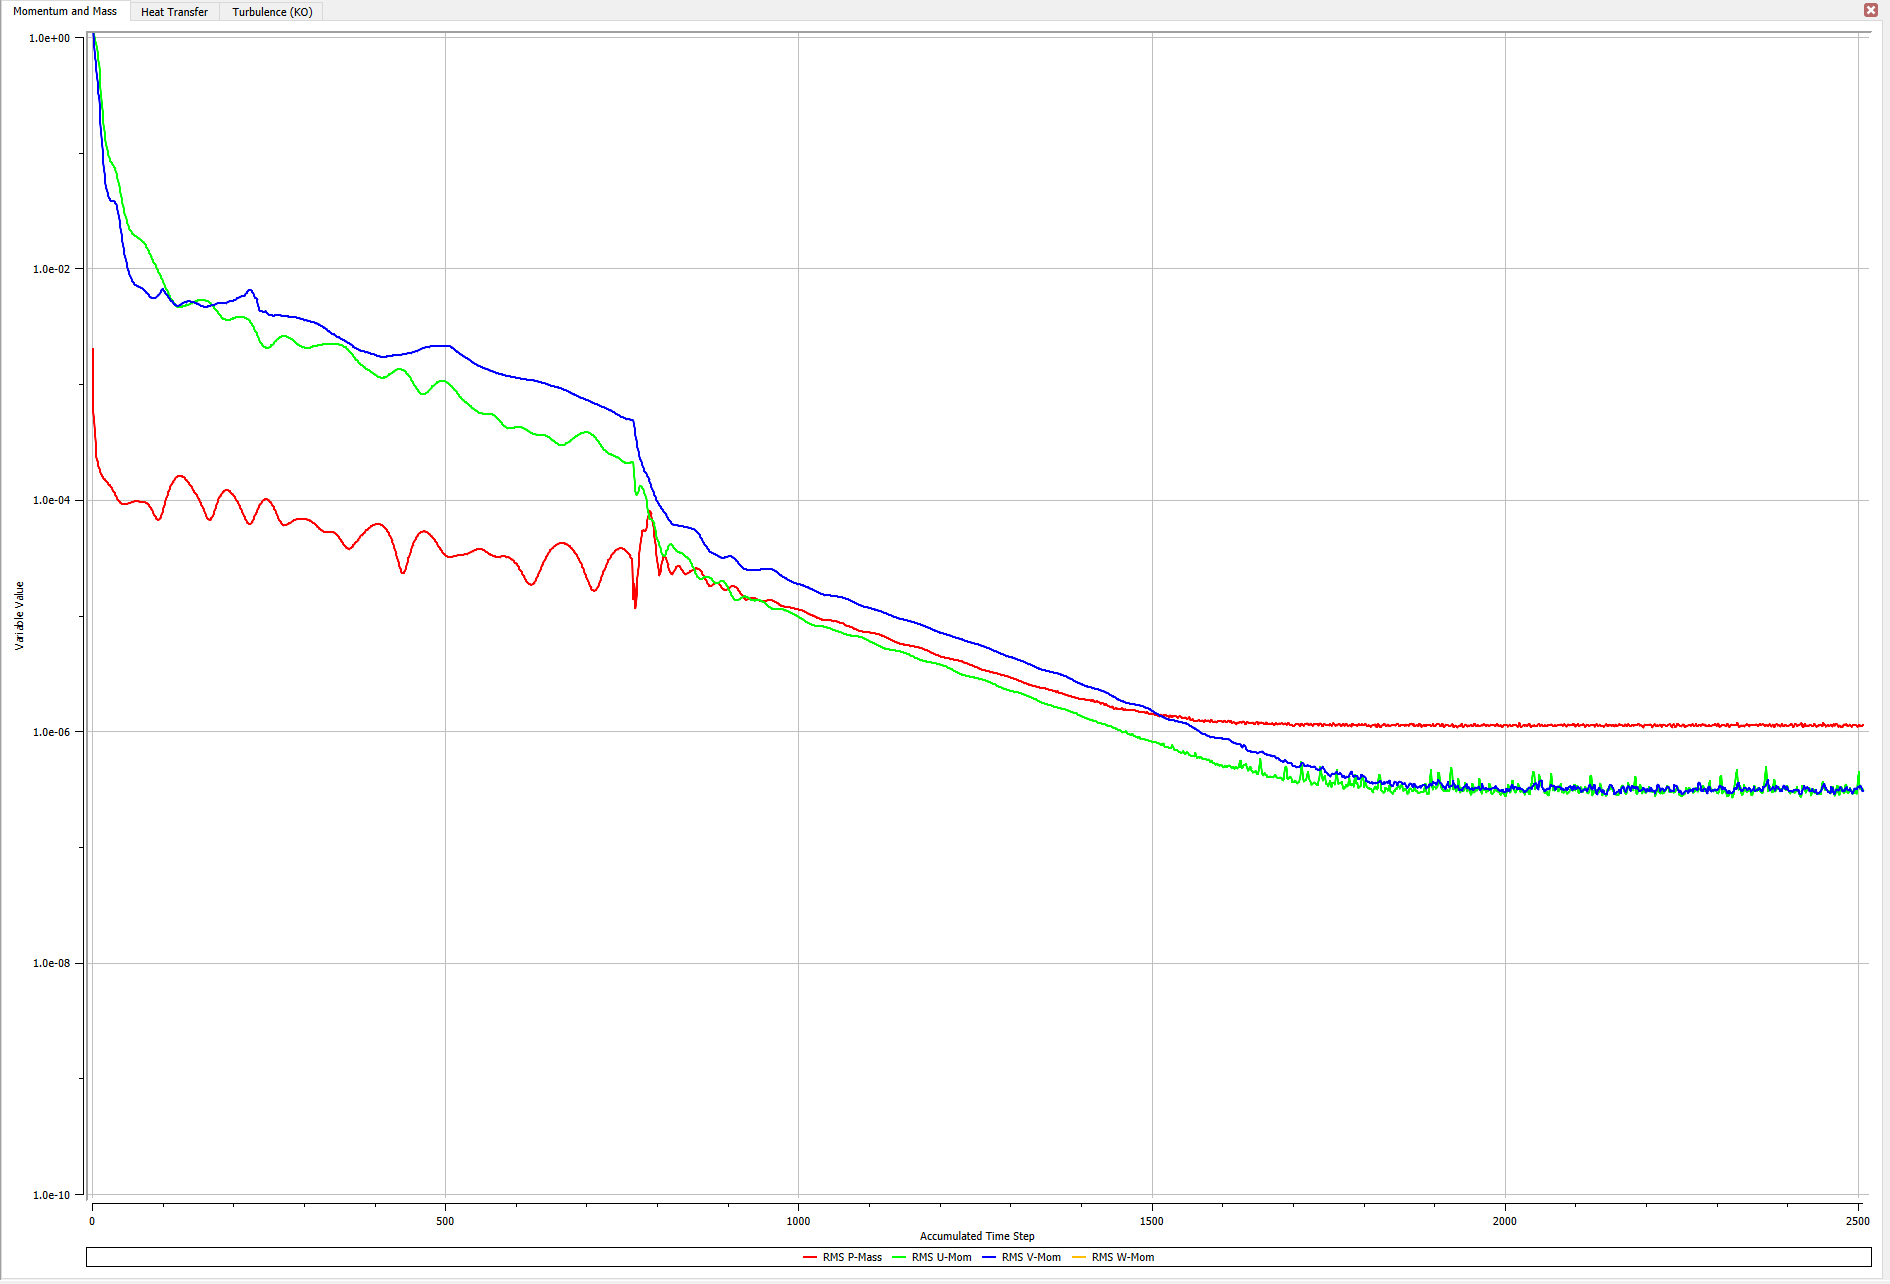 Momentum and Mass Heat Transfer Turbulence (KO)
1.0e+00
1.0e-02
1.0e-04
1.0e-06
1.0e-08
1.0e-10
Variable Value
0 500 1000 1500 2000 2500
Accumulated Time Step
RMS P-Mass RMS U-Mom RMS V-Mom RMS W-Mom